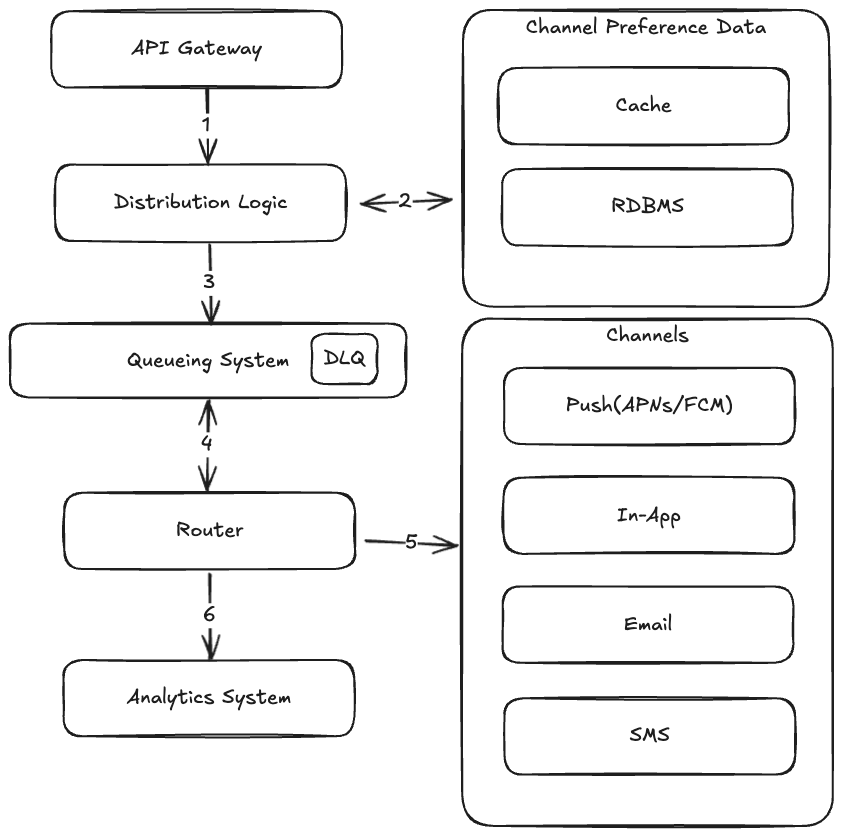 API Gateway
1
Distribution Logic
2
Channel Preference Data
Cache
RDBMS
3
Queueing System
DLQ
4
Router
5
Channels
Push(APNs/FCM)
In-App
Email
SMS
6
Analytics System